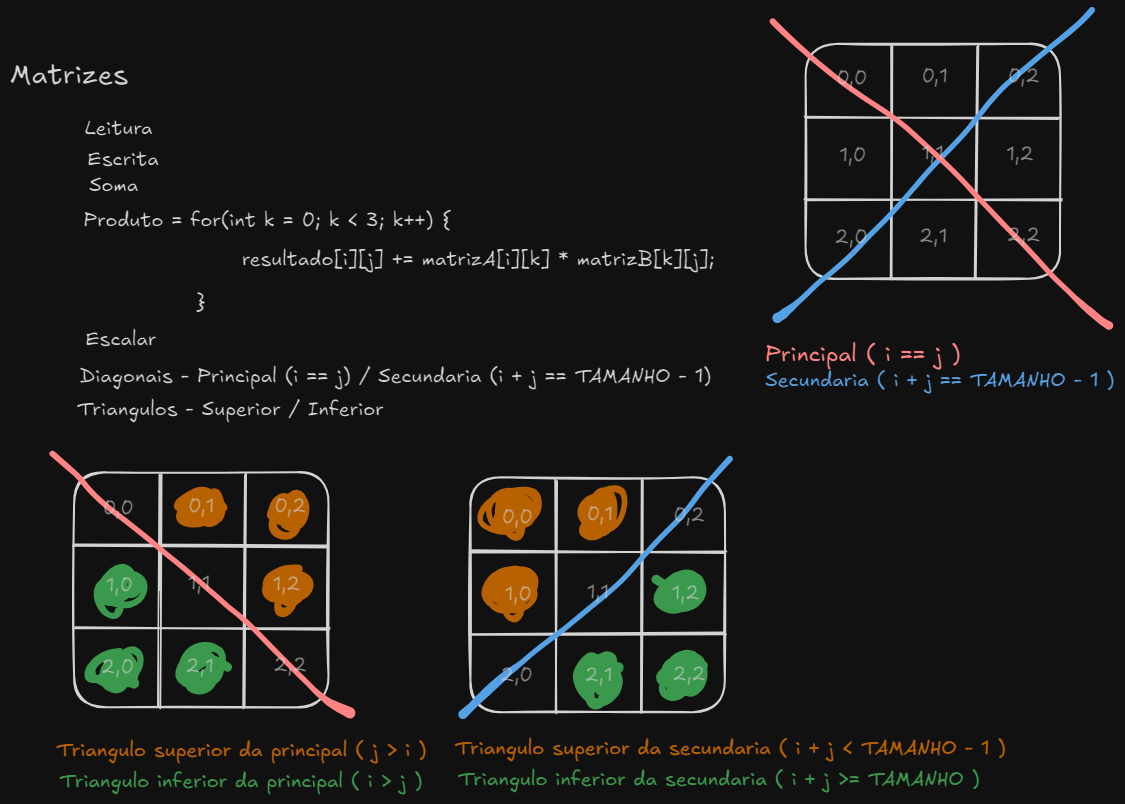 Matrizes
Leitura
Escrita
Soma
Produto = for(int k = 0; k < 3; k++) {
resultado[i][j] += matrizA[i][k] * matrizB[k][j];
}
Escalar
Diagonais - Principal (i == j) / Secundaria (i + j == TAMANHO - 1)
Triangulos - Superior / Inferior
0,0 0,1 0,2
1,0 1,1 1,2
2,0 2,1 2,2
Principal ( i == j )
Secundaria ( i + j == TAMANHO - 1 )
0,0 0,1 0,2
1,0 1,1 1,2
2,0 2,1 2,2
Triangulo superior da principal ( j > i )
Triangulo inferior da principal ( i > j )
0,0 0,1 0,2
1,0 1,1 1,2
2,0 2,1 2,2
Triangulo superior da secundaria ( i + j < TAMANHO - 1 )
Triangulo inferior da secundaria ( i + j >= TAMANHO )